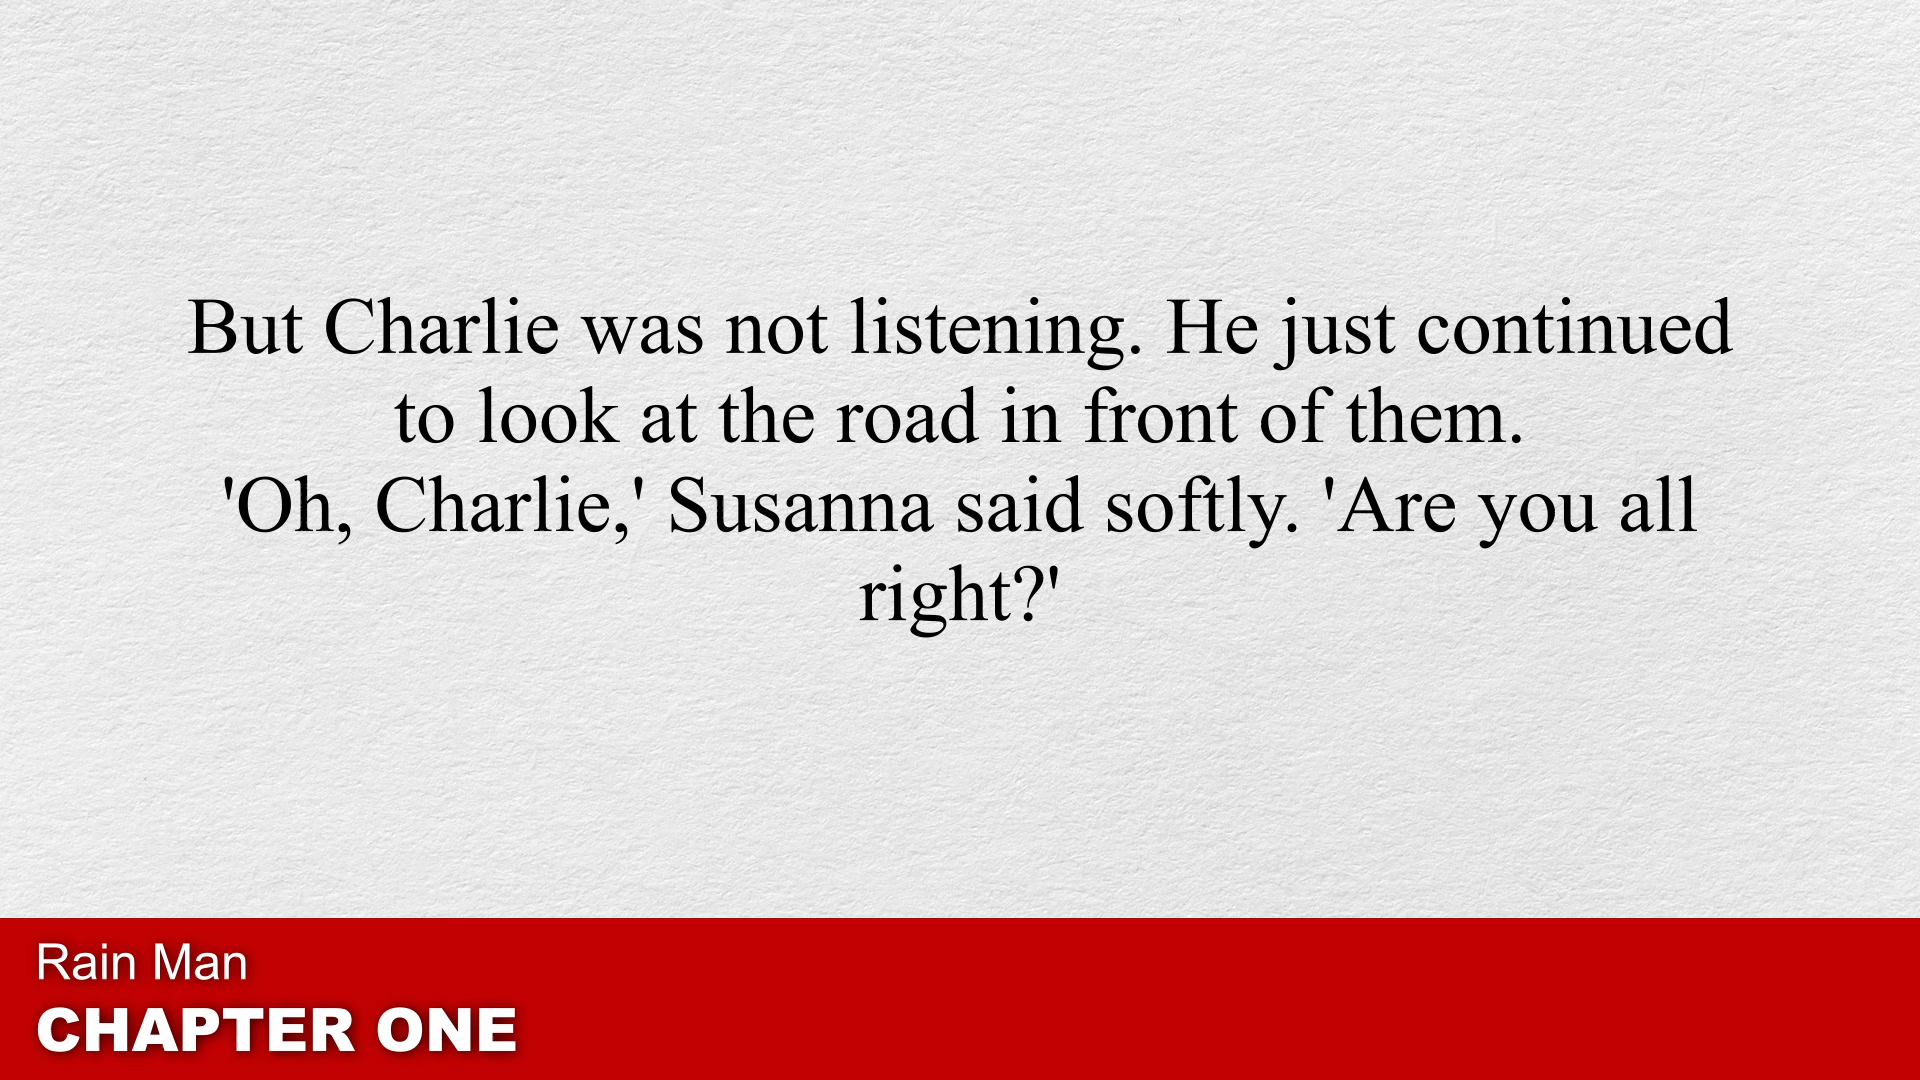 But Charlie was not listening. He just continued
to look at the road in front of them.
'Oh, Charlie,' Susanna said softly. 'Are you all
right?'
Rain Man
CHAPTER ONE